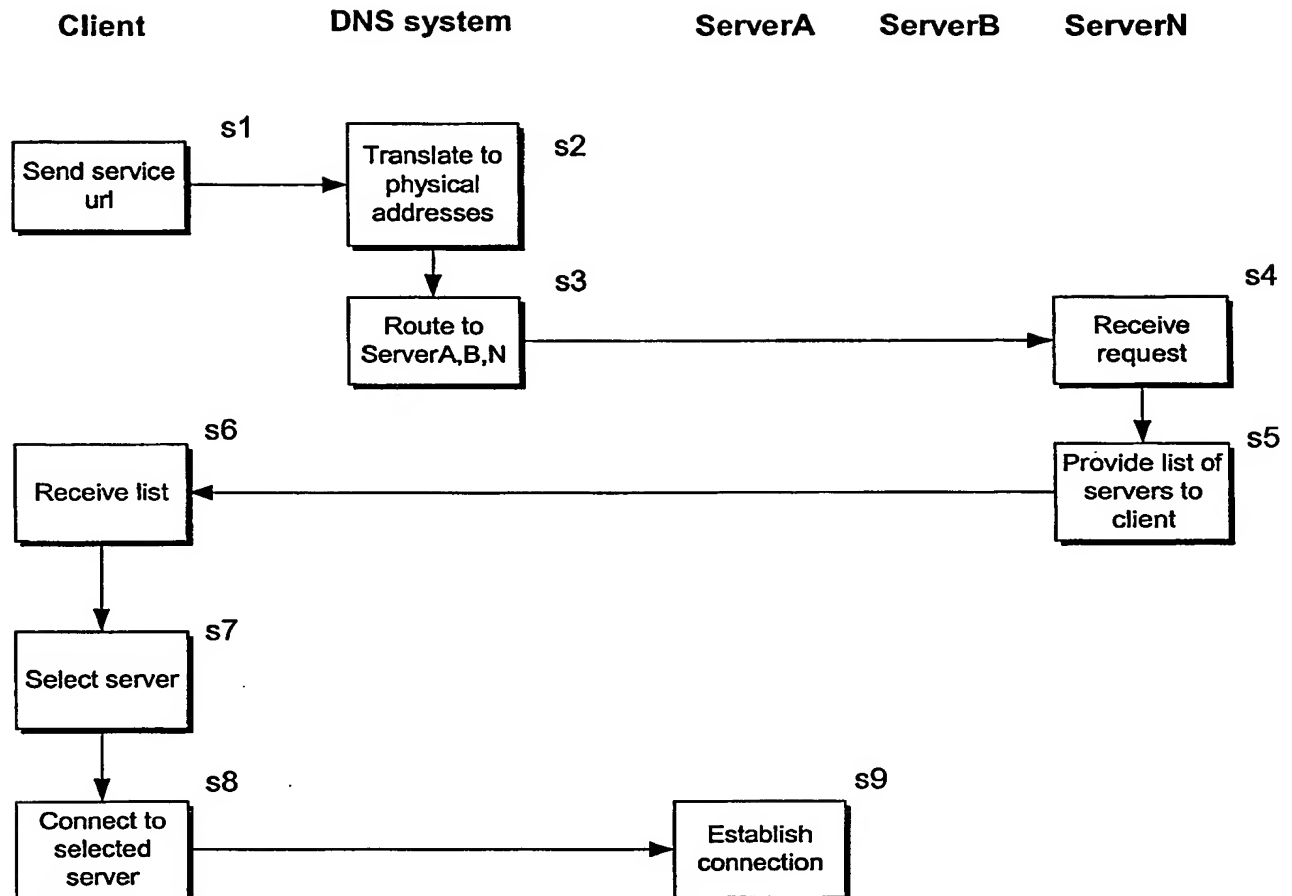 Client DNS system ServerA ServerB ServerN
s1
Send service
url
Translate to
physical
addresses
s2
s3
Route to
ServerA,B,N
s4
Receive
request
s6
Receive list
s5
Provide list of
servers to
client
s7
Select server
s8
Connect to
selected
server
s9
Establish
connection